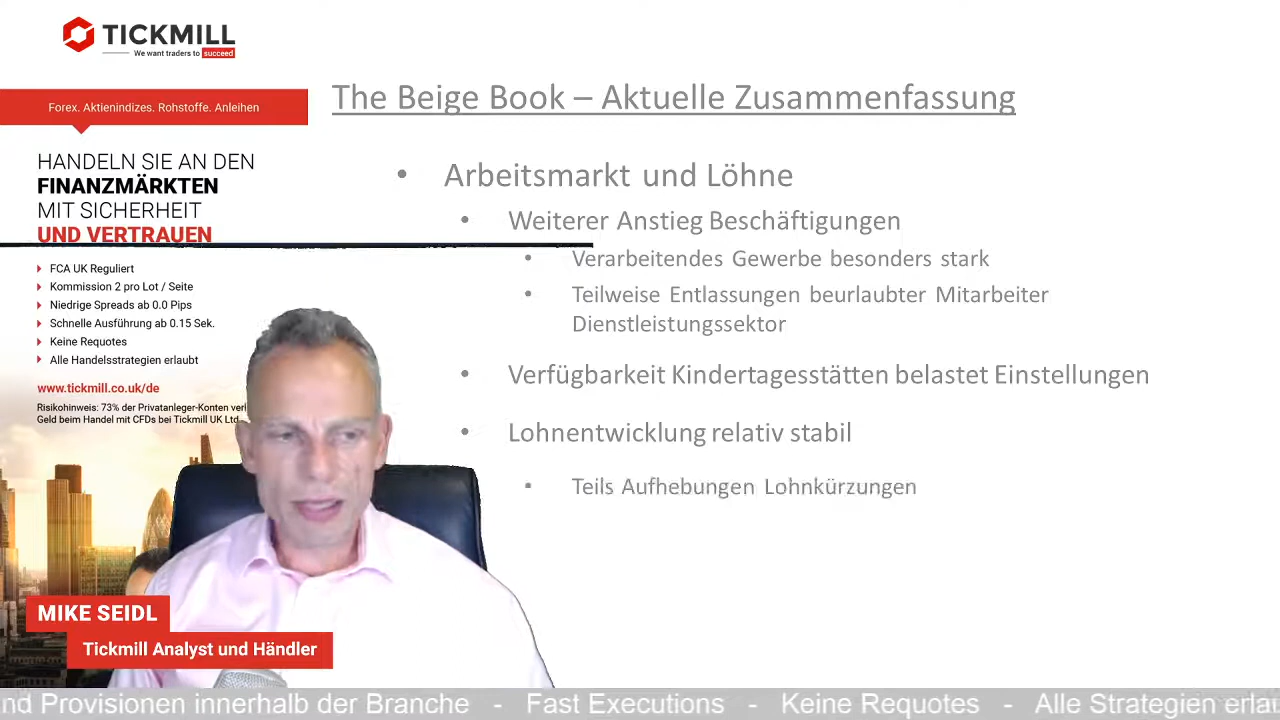 TICKMILL
We want traders to succeed
Forex. Aktienindizes. Rohstoffe. Anleihen
HANDELN SIE AN DEN
FINANZMÄRKTEN
MIT SICHERHEIT
UND VERTRAUEN
FCA UK Reguliert
Kommission 2 pro Lot / Seite
Niedrige Spreads ab 0.0 Pips
Schnelle Ausführung ab 0.15 Sek.
Keine Requotes
Alle Handelsstrategien erlaubt
www.tickmill.co.uk/de
Risikohinweis: 73% der Privatanleger-Konten
Geld beim Handel mit CFDs bei Tickmill UK Ltd
The Beige Book – Aktuelle Zusammenfassung
• Arbeitsmarkt und Löhne
• Weiterer Anstieg Beschäftigungen
• Verarbeitendes Gewerbe besonders stark
• Teilweise Entlassungen beurlaubter Mitarbeiter
Dienstleistungssektor
• Verfügbarkeit Kindertagesstätten belastet Einstellungen
• Lohnentwicklung relativ stabil
• Teils Aufhebungen Lohnkürzungen
MIKE SEIDL
Tickmill Analyst und Händler
nd Provisionen innerhalb der Branche - Fast Executions - Keine Requotes - Alle Strategien erlau